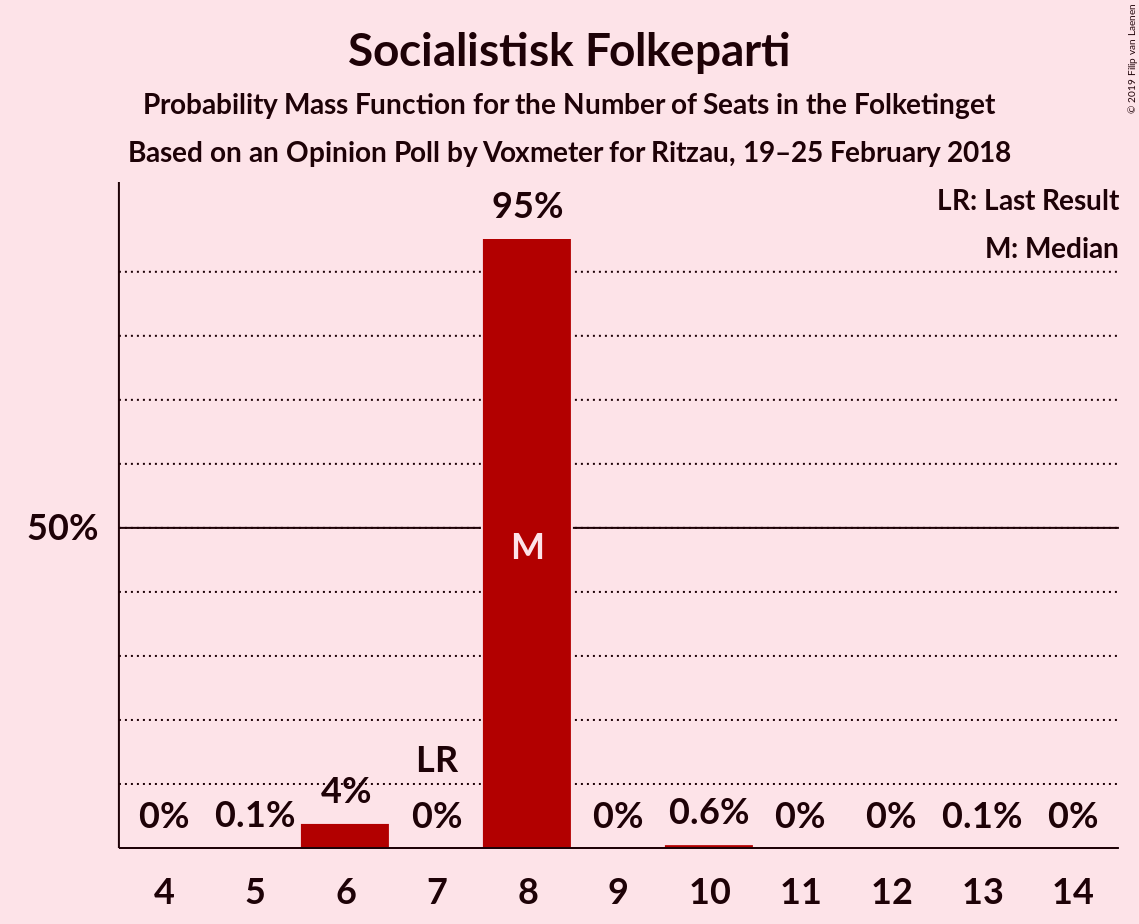 Socialistisk Folkeparti
Probability Mass Function for the Number of Seats in the Folketinget
Based on an Opinion Poll by Voxmeter for Ritzau, 19–25 February 2018
© 2019 Filip van Laenen
LR: Last Result
M: Median
95%
50%
M
LR
0% 0.1% 4% 0% 0% 0.6% 0% 0% 0.1% 0%
4 5 6 7 8 9 10 11 12 13 14